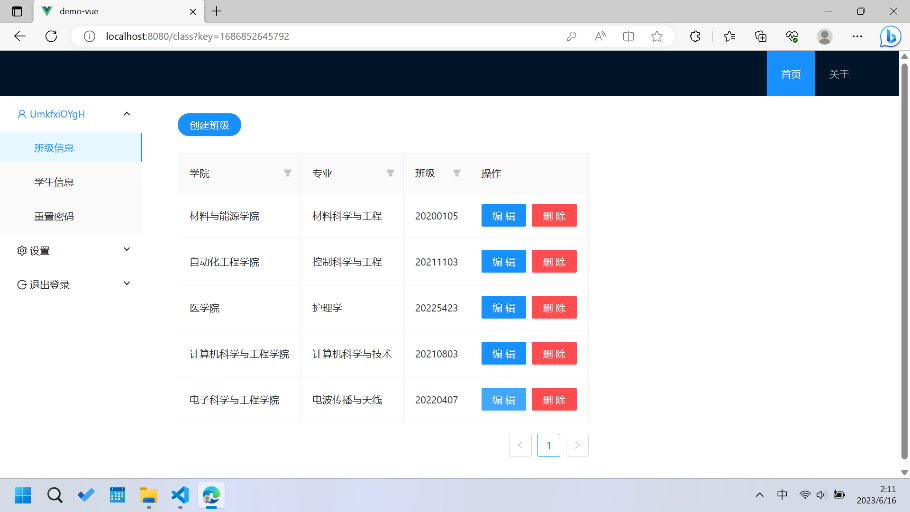 demo-vue
localhost:8080/class?key=1686852645792
首页
关于
UmkfxiOYgH
班级信息
学生信息
重置密码
设置
退出登录
创建班级
学院 专业 班级 操作
材料与能源学院 材料科学与工程 20200105 编 辑 删 除
自动化工程学院 控制科学与工程 20211103 编 辑 删 除
医学院 护理学 20225423 编 辑 删 除
计算机科学与工程学院 计算机科学与技术 20210803 编 辑 删 除
电子科学与工程学院 电波传播与天线 20220407 编 辑 删 除
1
中
2:11
2023/6/16